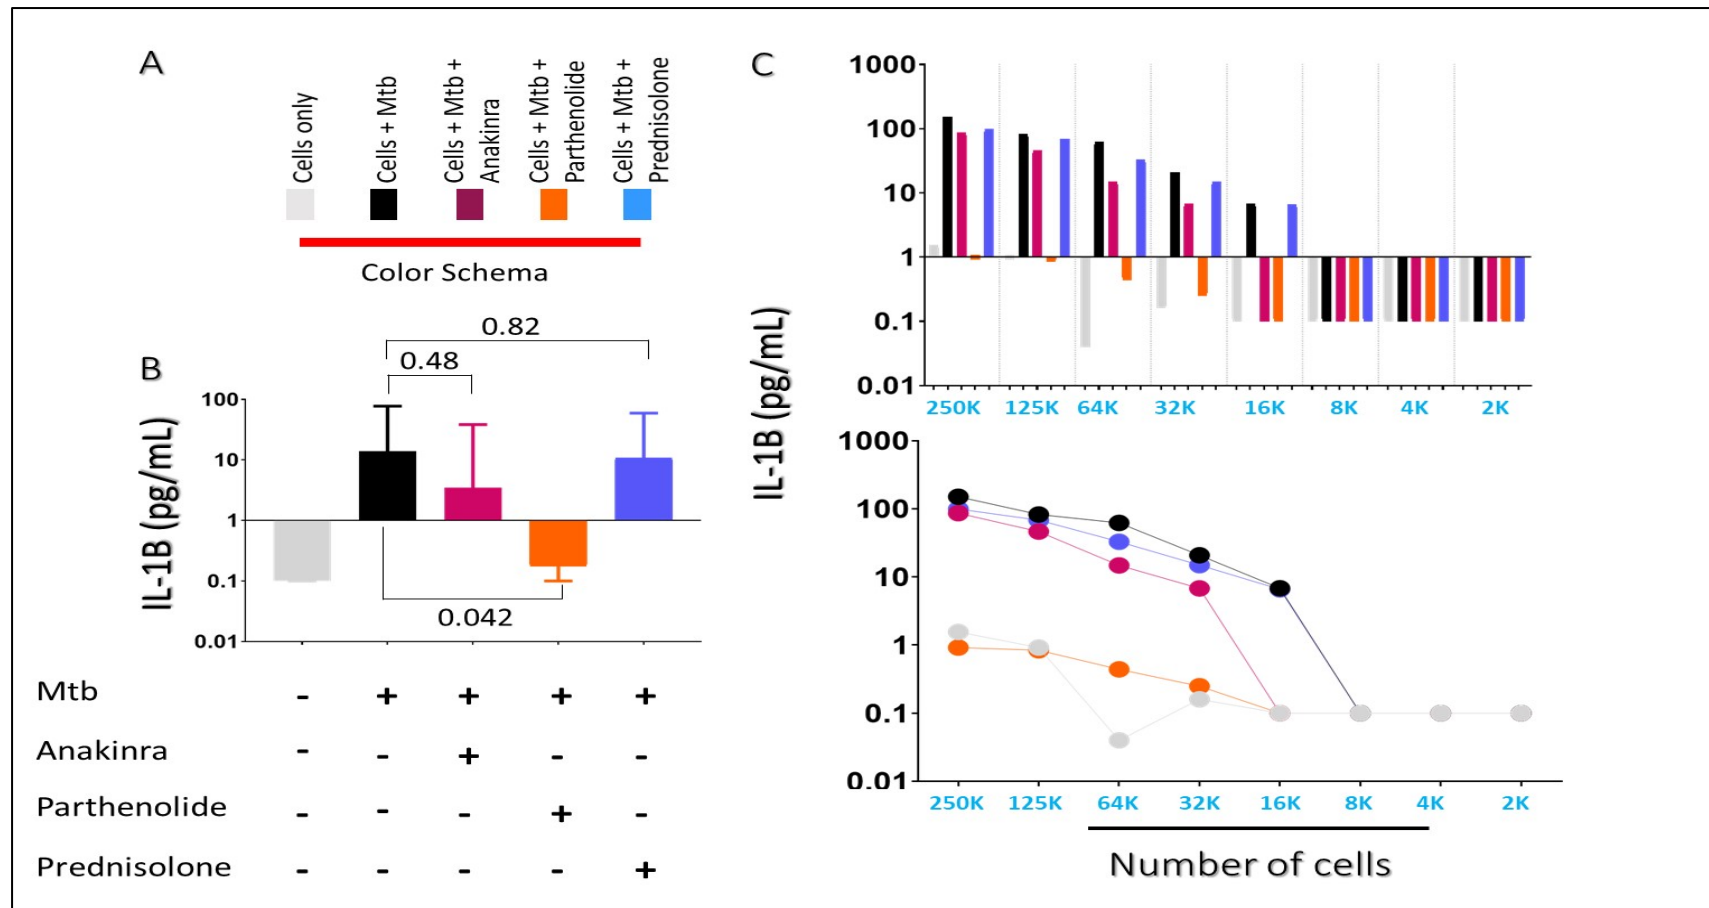 A
Cells only
Cells + Mtb
Cells + Mtb +
Anakinra
Cells + Mtb +
Parthenolide
Cells + Mtb +
Prednisolone
Color Schema
B
IL-1B (pg/mL)
100
10
1
0.1
0.01
0.82
0.48
0.042
Mtb - + + + +
Anakinra - - + - -
Parthenolide - - - + -
Prednisolone - - - - +
C
IL-1B (pg/mL)
1000
100
10
1
0.1
0.01
250K 125K 64K 32K 16K 8K 4K 2K
1000
100
10
1
0.1
0.01
250K 125K 64K 32K 16K 8K 4K 2K
Number of cells